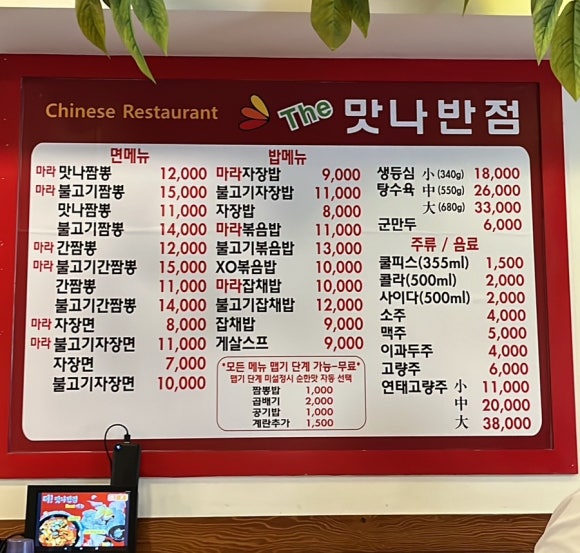 Chinese Restaurant The 맛나반점
면메뉴
마라 맛나짬뽕 12,000
마라 불고기짬뽕 15,000
맛나짬뽕 11,000
불고기짬뽕 14,000
마라 간짬뽕 12,000
마라 불고기간짬뽕 15,000
간짬뽕 11,000
불고기간짬뽕 14,000
마라 자장면 8,000
마라 불고기자장면 11,000
자장면 7,000
불고기자장면 10,000
밥메뉴
마라자장밥 9,000
불고기자장밥 11,000
자장밥 8,000
마라볶음밥 11,000
불고기볶음밥 13,000
XO볶음밥 10,000
마라잡채밥 10,000
불고기잡채밥 12,000
잡채밥 9,000
게살스프 9,000
*모든 메뉴 맵기 단계 가능-무료*
맵기 단계 미설정시 순한맛 자동 선택
짬뽕밥 1,000
곱배기 2,000
공기밥 1,000
계란추가 1,500
생등심 小 (340g) 18,000
탕수육 中 (550g) 26,000
大 (680g) 33,000
군만두 6,000
주류 / 음료
쿨피스(355ml) 1,500
콜라(500ml) 2,000
사이다(500ml) 2,000
소주 4,000
맥주 5,000
이과두주 4,000
고량주 6,000
연태고량주 小 11,000
中 20,000
大 38,000
더! 맛나반점